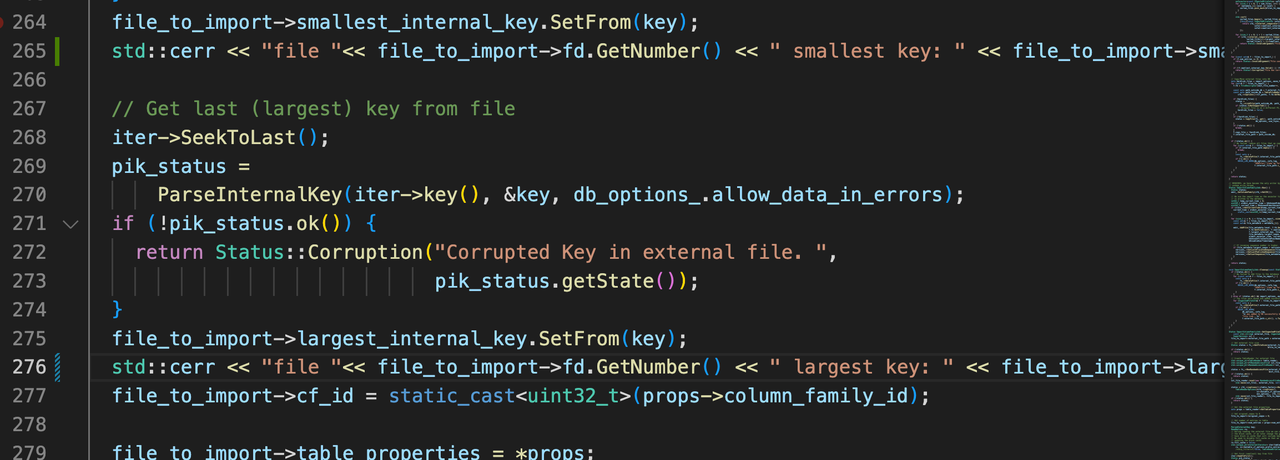 264 file_to_import->smallest_internal_key.SetFrom(key);
265 std::cerr << "file "<< file_to_import->fd.GetNumber() << " smallest key: " << file_to_import->sma
266
267 // Get last (largest) key from file
268 iter->SeekToLast();
269 pik_status =
270 ParseInternalKey(iter->key(), &key, db_options_.allow_data_in_errors);
271 if (!pik_status.ok()) {
272 return Status::Corruption("Corrupted Key in external file. ",
273 pik_status.getState());
274 }
275 file_to_import->largest_internal_key.SetFrom(key);
276 std::cerr << "file "<< file_to_import->fd.GetNumber() << " largest key: " << file_to_import->larg
277 file_to_import->cf_id = static_cast<uint32_t>(props->column_family_id);
278
279 file_to_import->table_properties = *props;